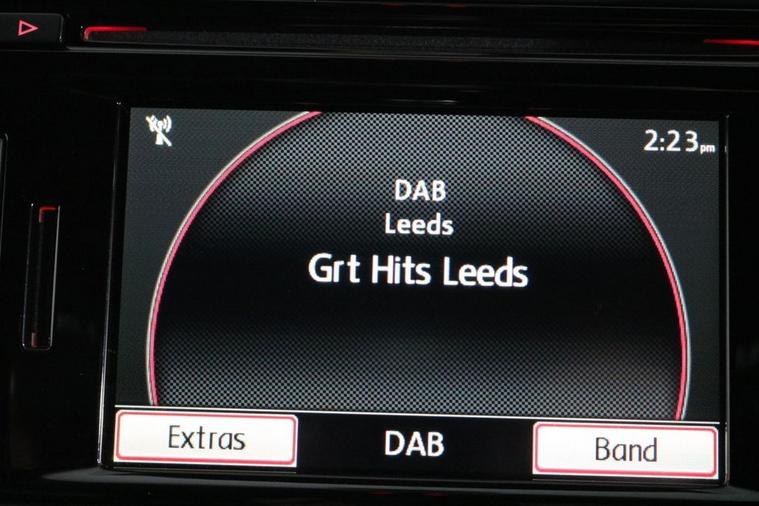 2:23pm
DAB
Leeds
Grt Hits Leeds
Extras
DAB
Band